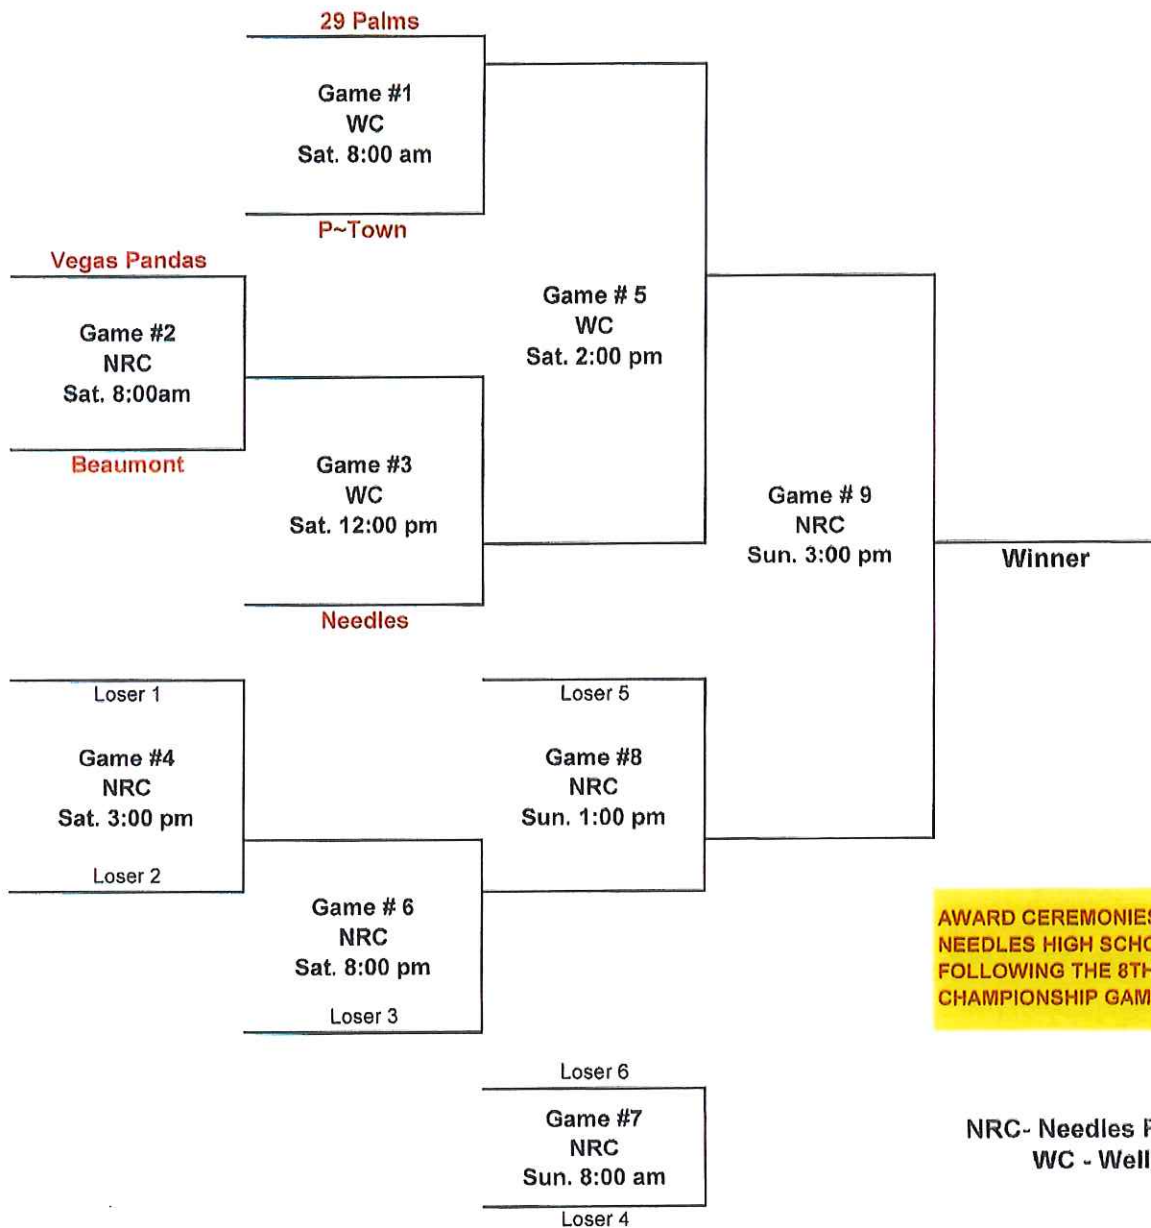 29 Palms
Game #1
WC
Sat. 8:00 am
P~Town
Vegas Pandas
Game #2
NRC
Sat. 8:00am
Beaumont
Game #3
WC
Sat. 12:00 pm
Needles
Game # 5
WC
Sat. 2:00 pm
Game # 9
NRC
Sun. 3:00 pm
Winner
Loser 1
Game #4
NRC
Sat. 3:00 pm
Loser 2
Game # 6
NRC
Sat. 8:00 pm
Loser 3
Loser 5
Game #8
NRC
Sun. 1:00 pm
Loser 6
Game #7
NRC
Sun. 8:00 am
Loser 4
AWARD CEREMONIES
NEEDLES HIGH SCHO
FOLLOWING THE 8TH
CHAMPIONSHIP GAM
NRC- Needles
WC - Well